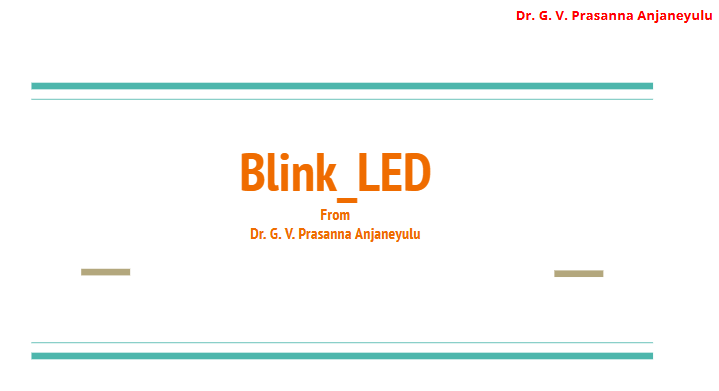 Dr. G. V. Prasanna Anjaneyulu
Blink_LED
From
Dr. G. V. Prasanna Anjaneyulu